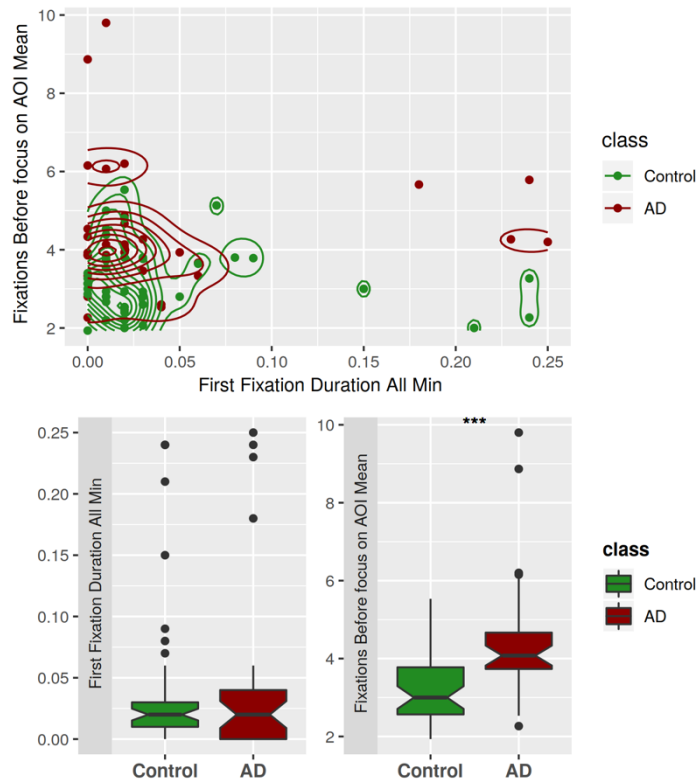 Fixations Before focus on AOI Mean
10
8
6
4
2
0.00 0.05 0.10 0.15 0.20 0.25
First Fixation Duration All Min
class
Control
AD
First Fixation Duration All Min
0.25
0.20
0.15
0.10
0.05
0.00
Control AD
Fixations Before focus on AOI Mean
10
8
6
4
2
***
Control AD
class
Control
AD